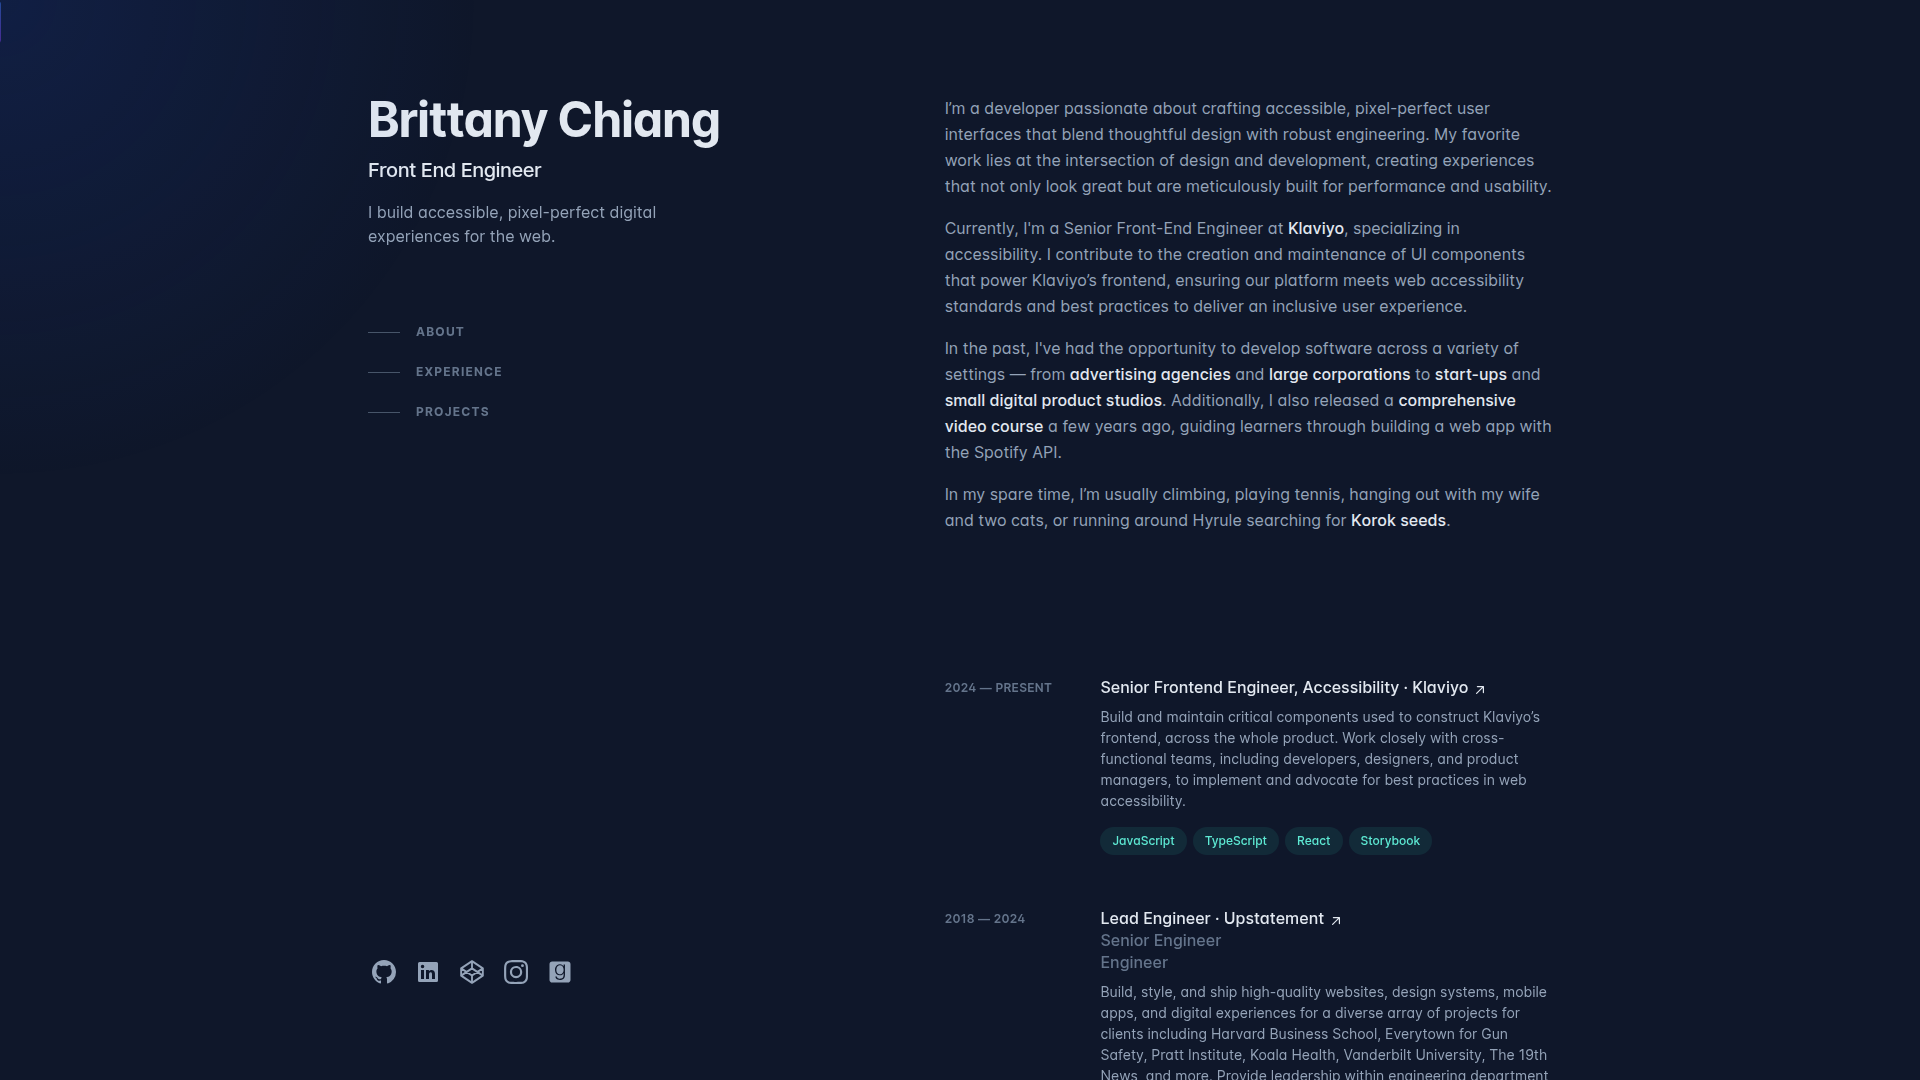 Brittany Chiang
Front End Engineer
I build accessible, pixel-perfect digital
experiences for the web.
ABOUT
EXPERIENCE
PROJECTS
I’m a developer passionate about crafting accessible, pixel-perfect user
interfaces that blend thoughtful design with robust engineering. My favorite
work lies at the intersection of design and development, creating experiences
that not only look great but are meticulously built for performance and usability.
Currently, I'm a Senior Front-End Engineer at Klaviyo, specializing in
accessibility. I contribute to the creation and maintenance of UI components
that power Klaviyo’s frontend, ensuring our platform meets web accessibility
standards and best practices to deliver an inclusive user experience.
In the past, I've had the opportunity to develop software across a variety of
settings — from advertising agencies and large corporations to start-ups and
small digital product studios. Additionally, I also released a comprehensive
video course a few years ago, guiding learners through building a web app with
the Spotify API.
In my spare time, I’m usually climbing, playing tennis, hanging out with my wife
and two cats, or running around Hyrule searching for Korok seeds.
2024 — PRESENT
Senior Frontend Engineer, Accessibility · Klaviyo
Build and maintain critical components used to construct Klaviyo’s
frontend, across the whole product. Work closely with cross-
functional teams, including developers, designers, and product
managers, to implement and advocate for best practices in web
accessibility.
JavaScript TypeScript React Storybook
2018 — 2024
Lead Engineer · Upstatement
Senior Engineer
Engineer
Build, style, and ship high-quality websites, design systems, mobile
apps, and digital experiences for a diverse array of projects for
clients including Harvard Business School, Everytown for Gun
Safety, Pratt Institute, Koala Health, Vanderbilt University, The 19th
News, and more. Provide leadership within engineering department